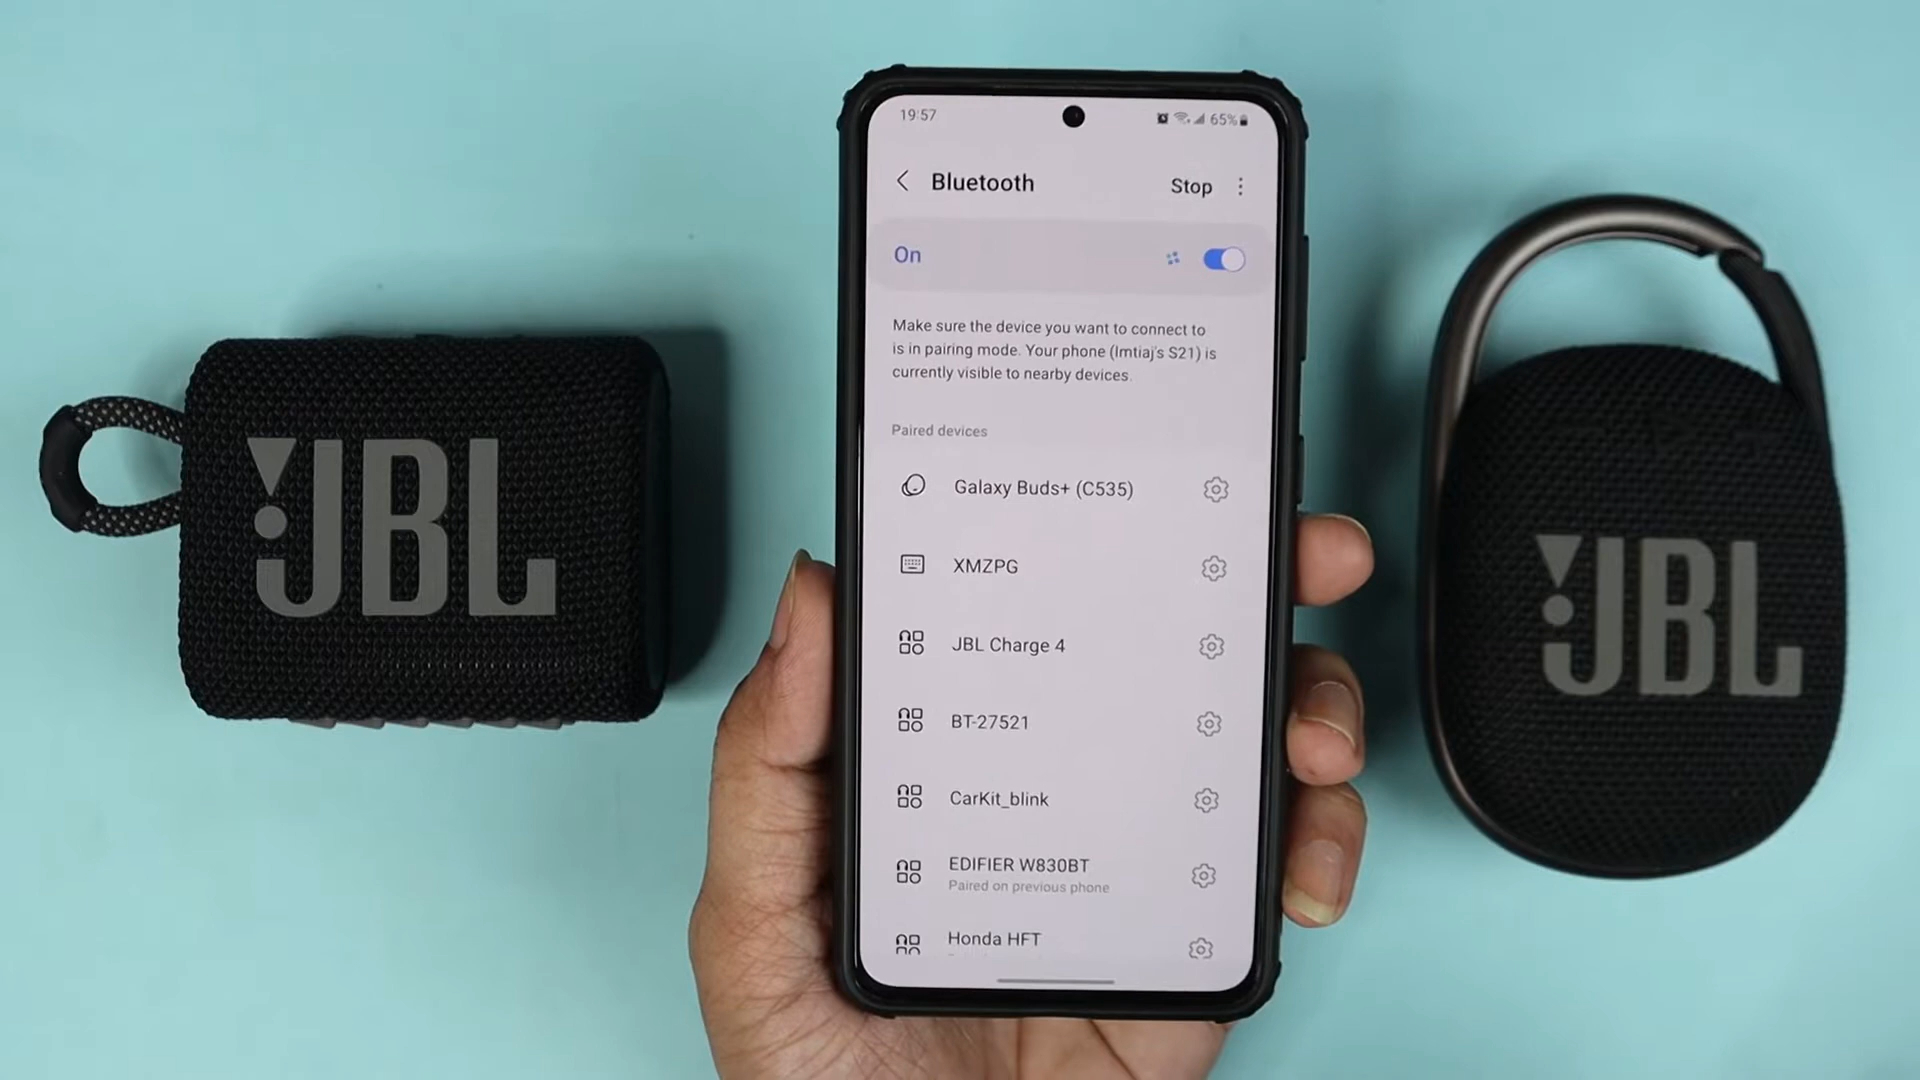 JBL
19:57
65%
Bluetooth
Stop
On
Make sure the device you want to connect to
is in pairing mode. Your phone (Imtiaj's S21) is
currently visible to nearby devices.
Paired devices
Galaxy Buds+ (C535)
XMZPG
JBL Charge 4
BT-27521
CarKit_blink
EDIFIER W830BT
Paired on previous phone
Honda HFT
JBL